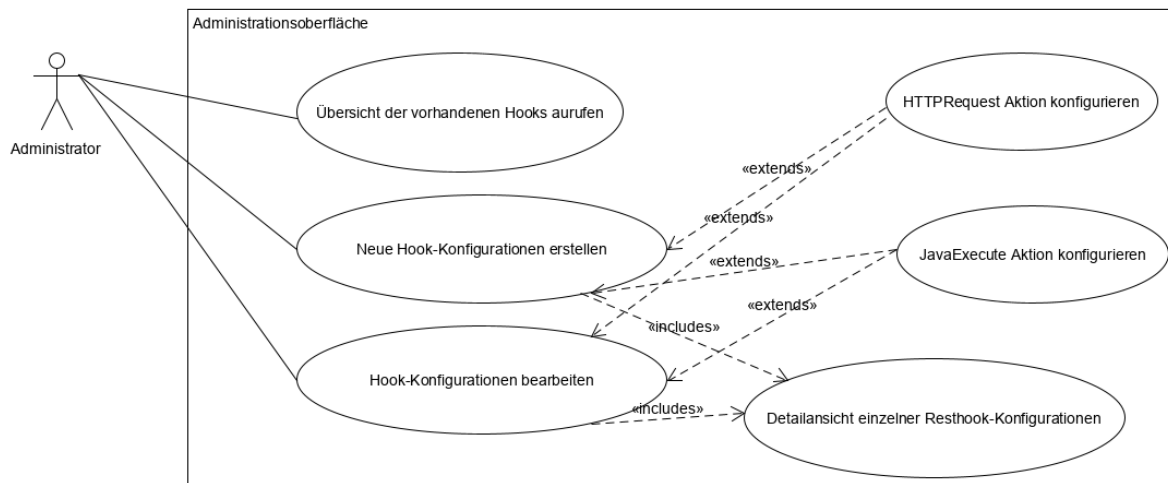 Administrationsoberfläche
Übersicht der vorhandenen Hooks aurufen
HTTPRequest Aktion konfigurieren
Administrator
«extends»
«extends»
Neue Hook-Konfigurationen erstellen
JavaExecute Aktion konfigurieren
«extends»
«extends»
«includes»
Hook-Konfigurationen bearbeiten
«includes»
Detailansicht einzelner Resthook-Konfigurationen